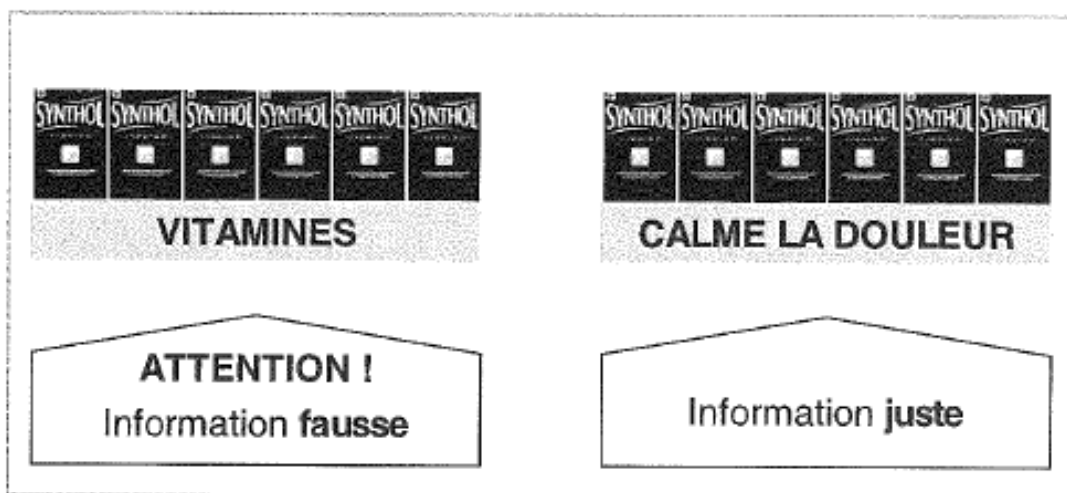 SYNTHOL SYNTHOL SYNTHOL SYNTHOL SYNTHOL SYNTHOL
VITAMINES
ATTENTION !
Information fausse
SYNTHOL SYNTHOL SYNTHOL SYNTHOL SYNTHOL SYNTHOL
CALME LA DOULEUR
Information juste